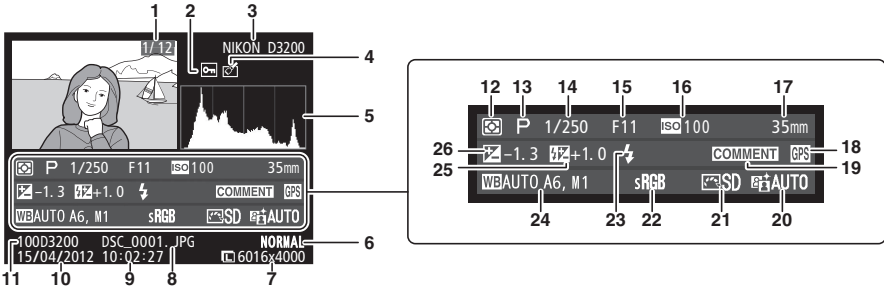 1 2 3
1/12 NIKON D3200
4
5
P 1/250 F11 ISO 100 35mm
-1.3 +1.0 COMMENT GPS
WB AUTO A6, M1 sRGB SD AUTO
100D3200 DSC_0001.JPG NORMAL
15/04/2012 10:02:27 L 6016x4000
6
11 10 9 8 7
12 13 14 15 16 17
P 1/250 F11 ISO 100 35mm
26 -1.3 +1.0 COMMENT GPS 18
25 19
WB AUTO A6, M1 sRGB SD AUTO
24 23 22 21 20